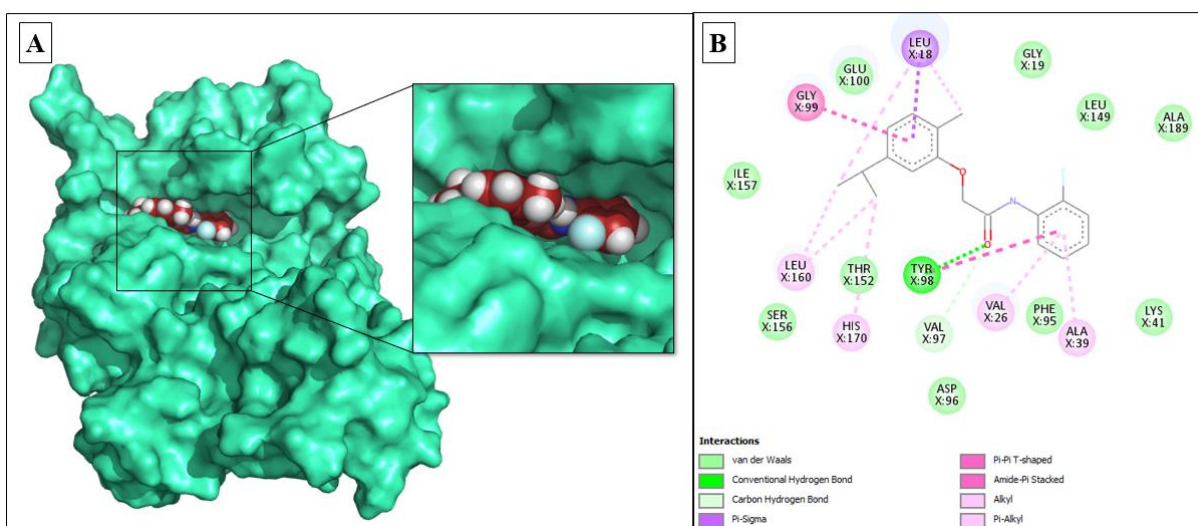 A
B
LEU
X:18
GLU
X:100
GLY
X:19
GLY
X:99
LEU
X:149
ALA
X:189
ILE
X:157
O
N
O
LEU
X:160
THR
X:152
TYR
X:98
SER
X:156
HIS
X:170
VAL
X:97
VAL
X:26
PHE
X:95
ALA
X:39
LYS
X:41
ASP
X:96
Interactions
van der Waals
Conventional Hydrogen Bond
Carbon Hydrogen Bond
Pi-Sigma
Pi-Pi T-shaped
Amide-Pi Stacked
Alkyl
Pi-Alkyl